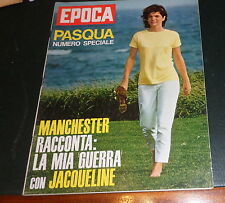 EPOCA
PASQUA
NUMERO SPECIALE
MANCHESTER
RACCONTA:
LA MIA GUERRA
CON JACQUELINE